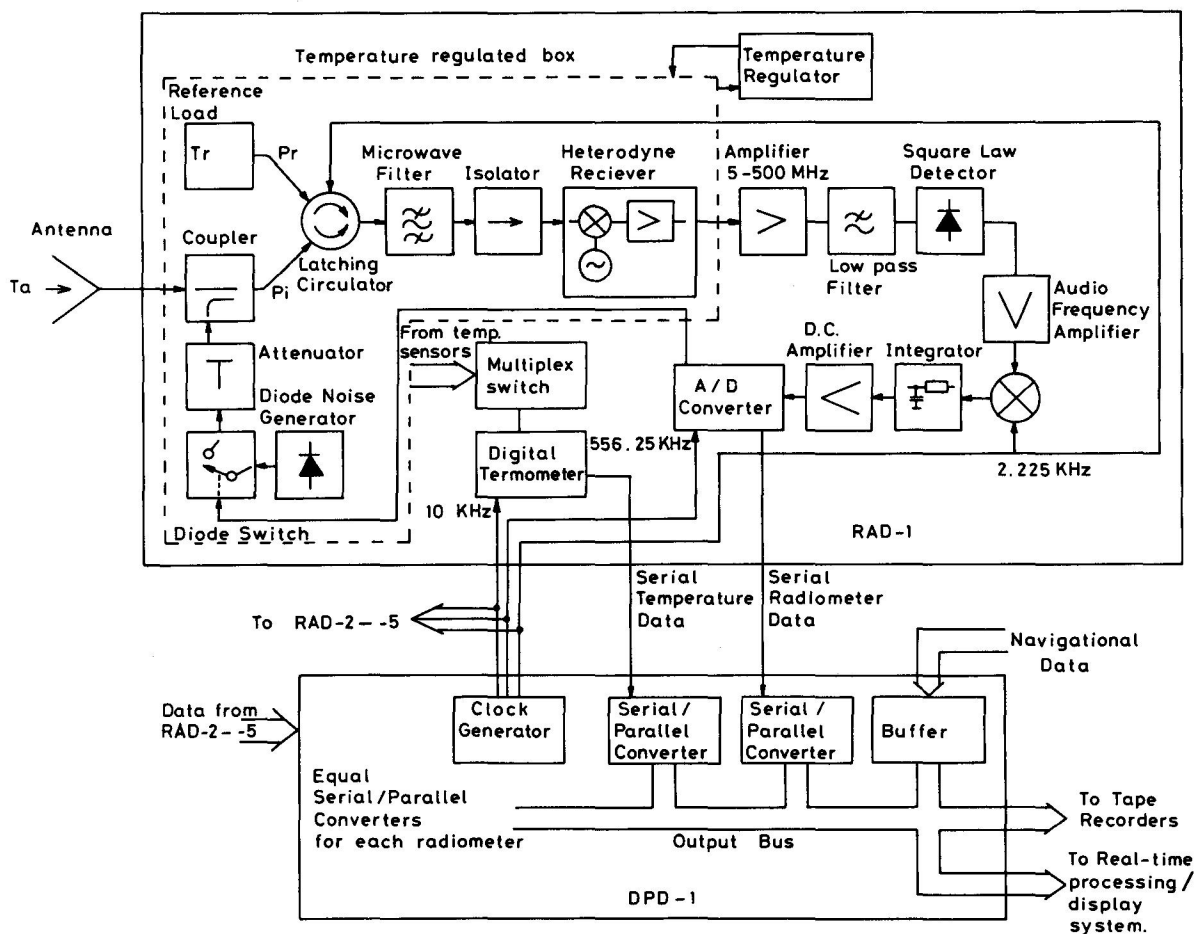 Temperature regulated box
Temperature
Regulator
Reference
Load
Tr
Pr
Microwave
Filter
Isolator
Heterodyne
Reciever
Amplifier
5-500 MHz
Square Law
Detector
Antenna
Ta
Coupler
Pi
Latching
Circulator
Low pass
Filter
Audio
Frequency
Amplifier
From temp.
sensors
D.C.
Amplifier
Integrator
Attenuator
Multiplex
switch
A/D
Converter
Diode Noise
Generator
Digital
Termometer
556.25 KHz
2.225 KHz
10 KHz
Diode Switch
RAD-1
Serial
Temperature
Data
Serial
Radiometer
Data
To RAD-2--5
Navigational
Data
Data from
RAD-2--5
Clock
Generator
Serial/
Parallel
Converter
Serial/
Parallel
Converter
Buffer
Equal
Serial/Parallel
Converters
for each radiometer
Output Bus
To Tape
Recorders
To Real-time
processing/
display
system.
DPD-1